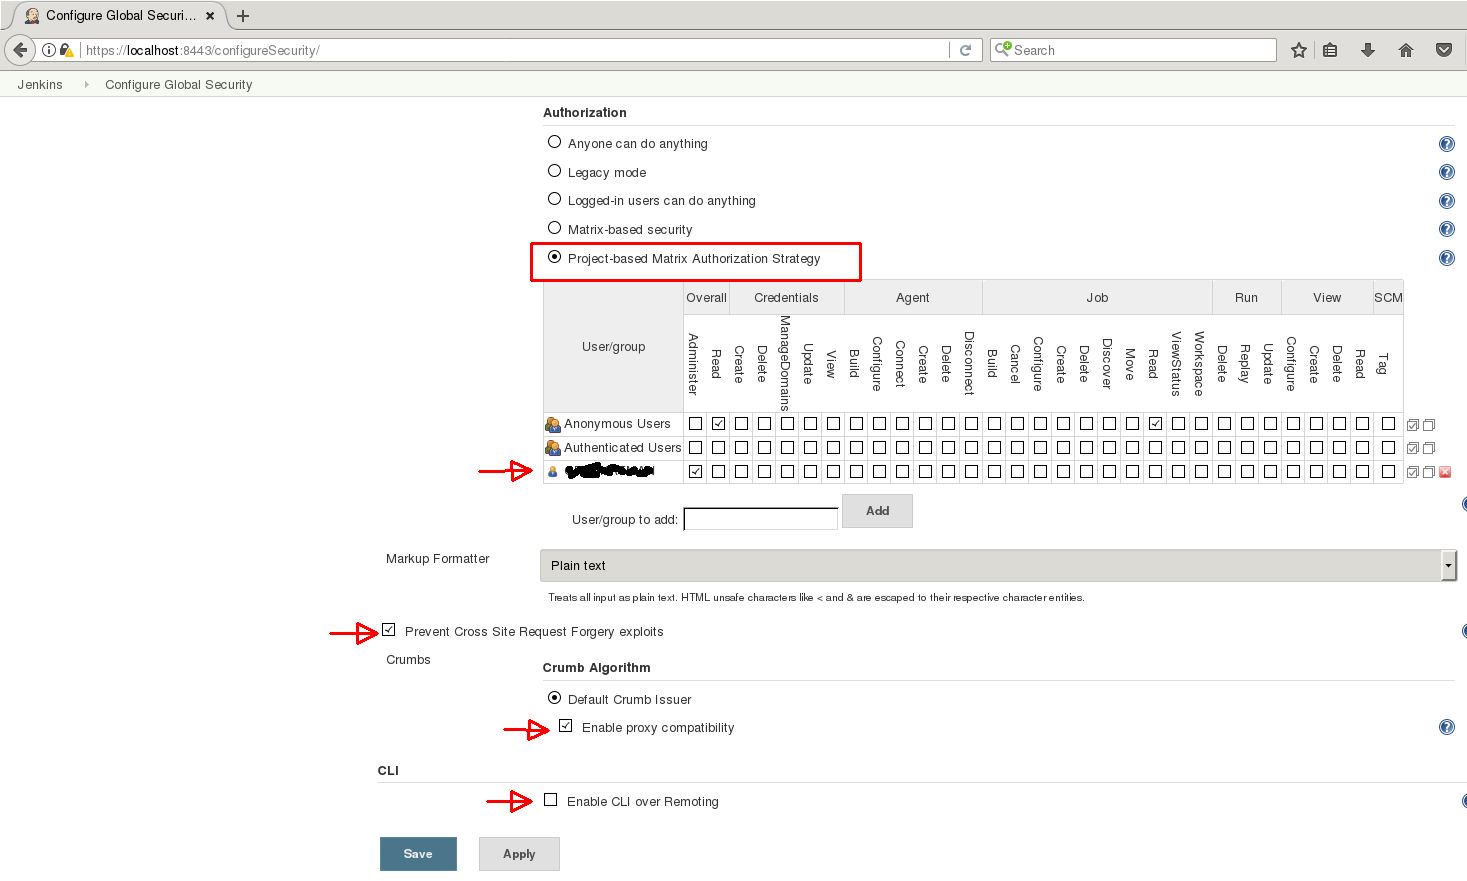 Configure Global Securi...
https://localhost:8443/configureSecurity/
Search
Jenkins Configure Global Security
Authorization
Anyone can do anything
Legacy mode
Logged-in users can do anything
Matrix-based security
Project-based Matrix Authorization Strategy
User/group Overall Credentials Agent Job Run View SCM
Administer Read Create Delete ManageDomains Update View Build Configure Connect Create Delete Disconnect Build Cancel Configure Create Delete Discover Move Read ViewStatus Workspace Delete Replay Update Configure Create Delete Read Tag
Anonymous Users
Authenticated Users
User/group to add: Add
Markup Formatter Plain text
Treats all input as plain text. HTML unsafe characters like < and & are escaped to their respective character entities.
Prevent Cross Site Request Forgery exploits
Crumbs
Crumb Algorithm
Default Crumb Issuer
Enable proxy compatibility
CLI
Enable CLI over Remoting
Save Apply